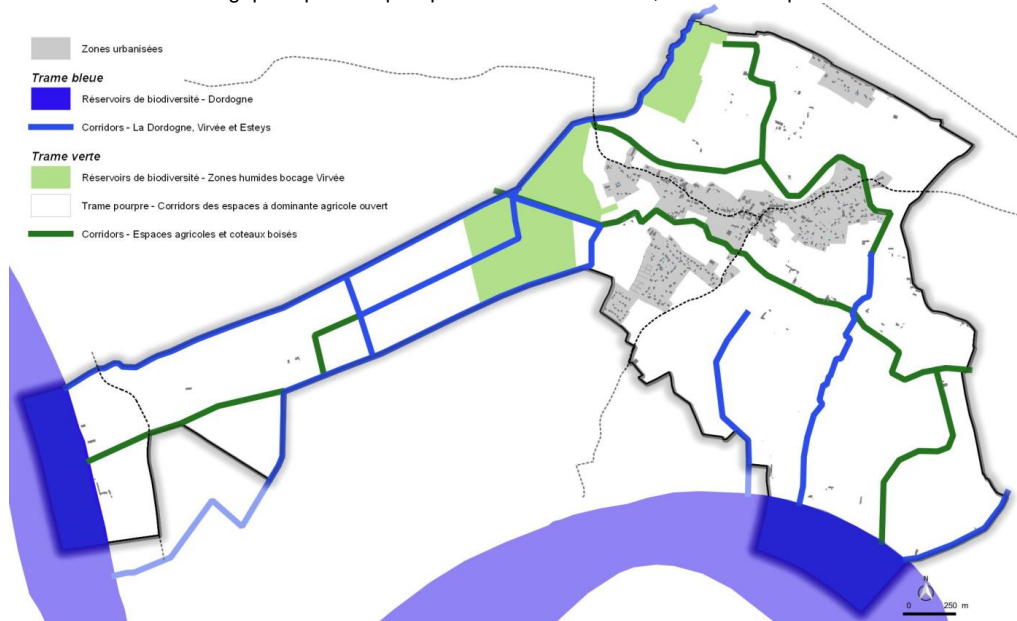 Zones urbanisées
Trame bleue
Réservoirs de biodiversité - Dordogne
Corridors - La Dordogne, Virvée et Esteys
Trame verte
Réservoirs de biodiversité - Zones humides bocage Virvée
Trame pourpre - Corridors des espaces à dominante agricole ouvert
Corridors - Espaces agricoles et coteaux boisés
N
0 250 m